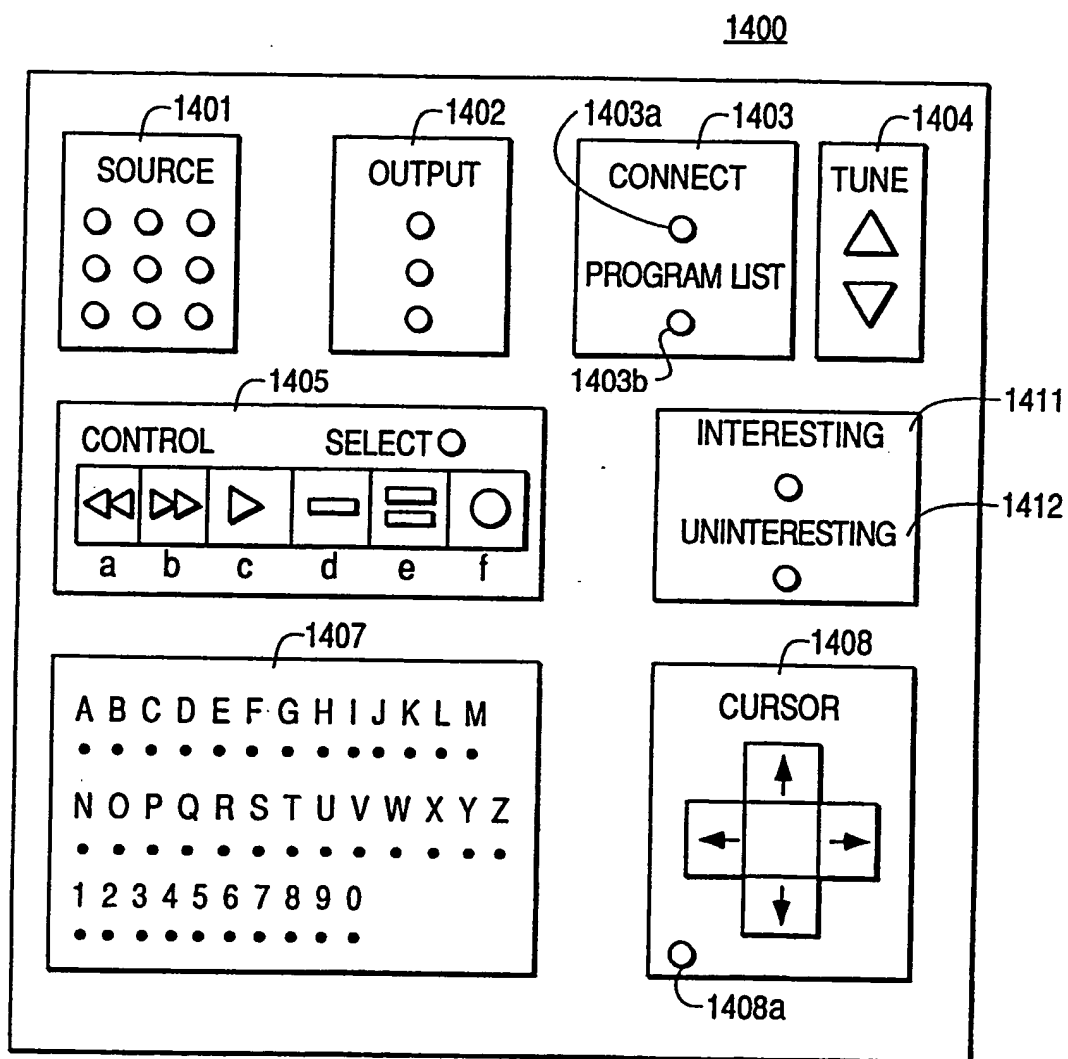 1400
1401
1402
1403a
1403
1404
SOURCE
OUTPUT
CONNECT
TUNE
PROGRAM LIST
1403b
1405
CONTROL SELECT
a b c d e f
1411
INTERESTING
1412
UNINTERESTING
1407
A B C D E F G H I J K L M
N O P Q R S T U V W X Y Z
1 2 3 4 5 6 7 8 9 0
1408
CURSOR
1408a